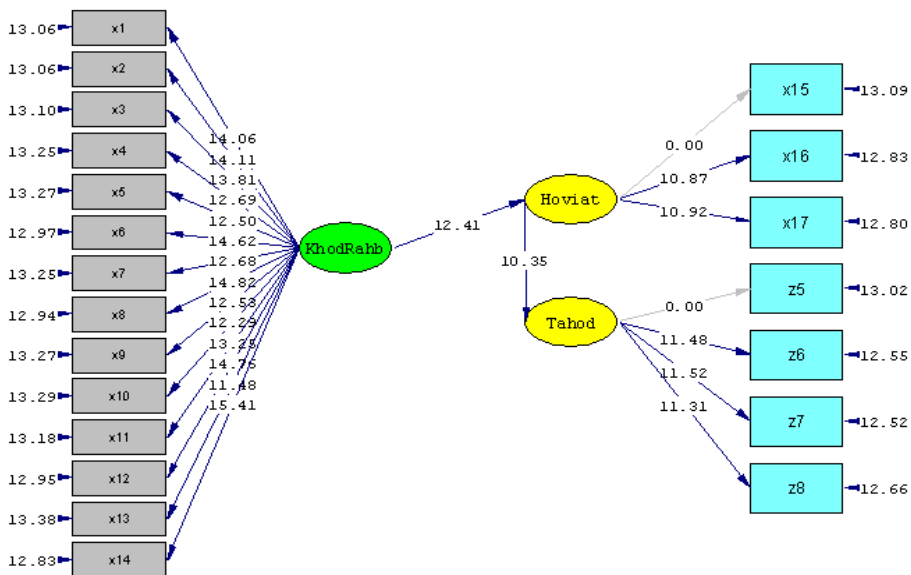 13.06 x1
13.06 x2
13.10 x3
13.25 x4
13.27 x5
12.97 x6
13.25 x7
12.94 x8
13.27 x9
13.29 x10
13.18 x11
12.95 x12
13.38 x13
12.83 x14
14.06
14.11
13.81
12.69
12.50
14.62
12.68
14.82
12.53
12.29
13.25
14.76
11.48
15.41
KhodRahb
12.41
Hoviat
10.35
Tahod
0.00
10.87
10.92
0.00
11.48
11.52
11.31
x15 13.09
x16 12.83
x17 12.80
z5 13.02
z6 12.55
z7 12.52
z8 12.66